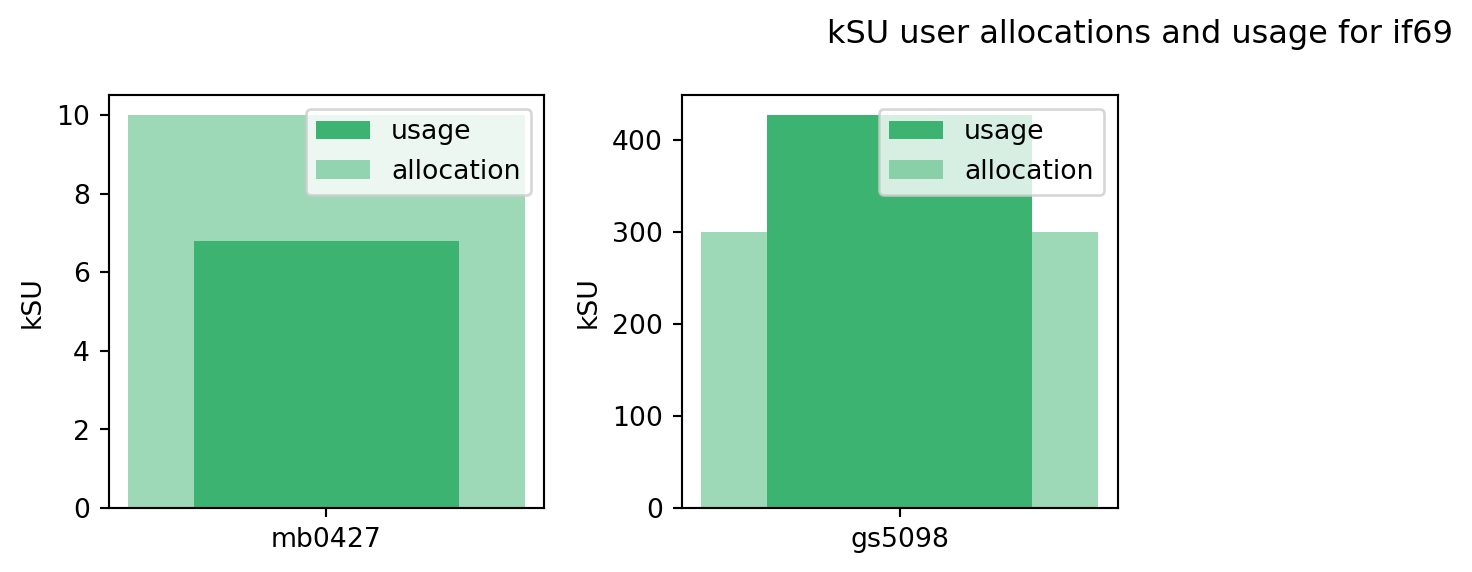 kSU user allocations and usage for if69
10
8
6
4
2
0
kSU
usage
allocation
mb0427
400
300
200
100
0
kSU
usage
allocation
gs5098